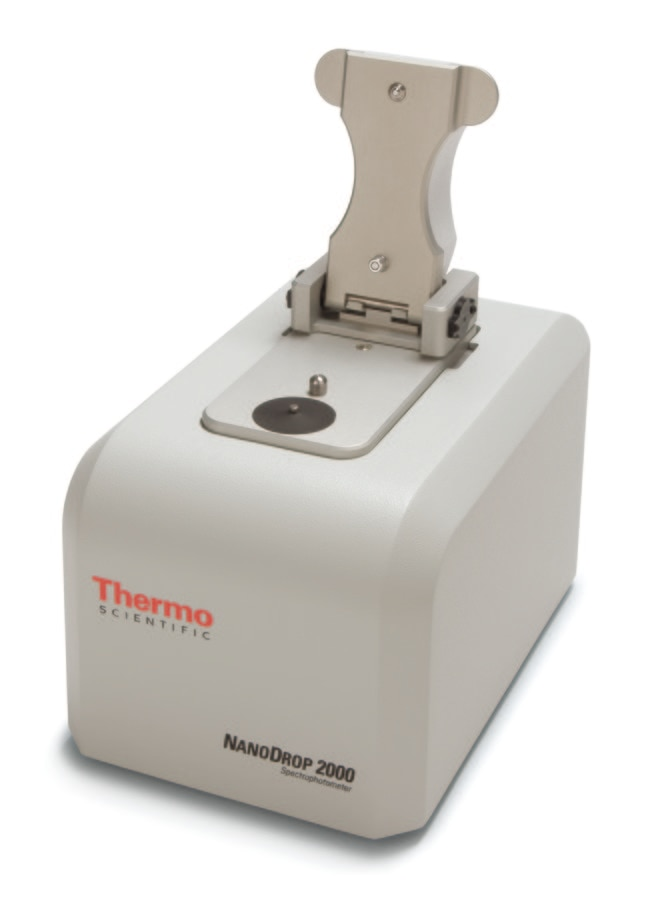 Thermo
SCIENTIFIC
NANODROP 2000
Spectrophotometer